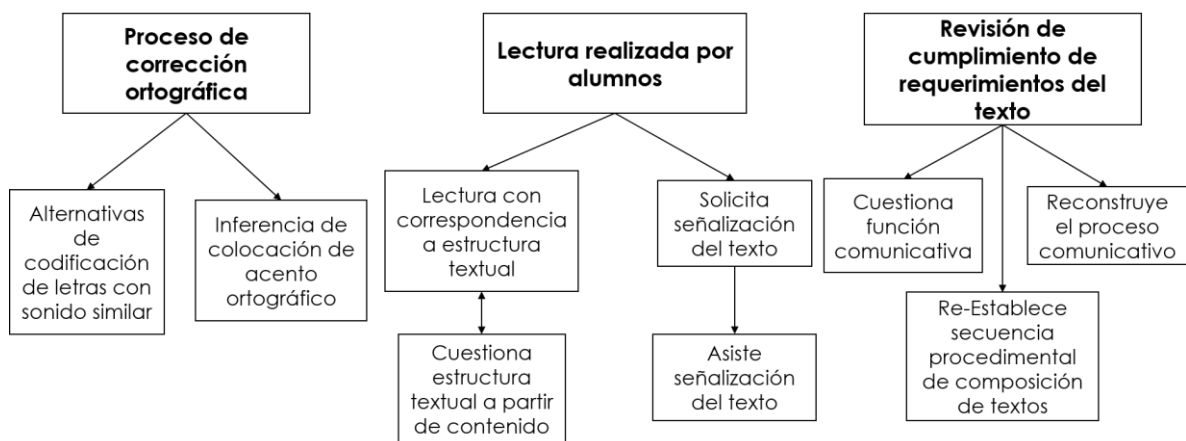 Proceso de
corrección
ortográfica
Alternativas
de
codificación
de letras con
sonido similar
Inferencia de
colocación de
acento
ortográfico
Lectura realizada por
alumnos
Lectura con
correspondencia
a estructura
textual
Cuestiona
estructura
textual a partir
de contenido
Solicita
señalización
del texto
Asiste
señalización
del texto
Revisión de
cumplimiento de
requerimientos del
texto
Cuestiona
función
comunicativa
Re-Establece
secuencia
procedimental
de composición
de textos
Reconstruye
el proceso
comunicativo